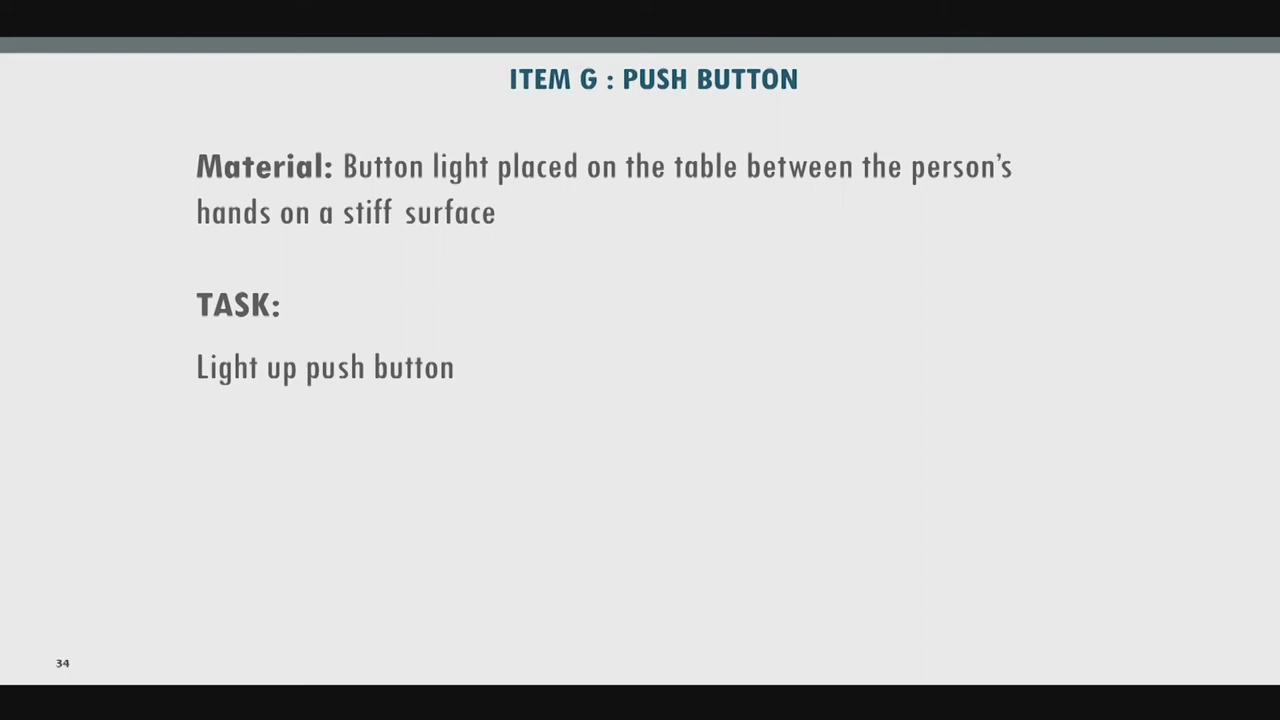 ITEM G : PUSH BUTTON
Material: Button light placed on the table between the person’s
hands on a stiff surface
TASK:
Light up push button
34